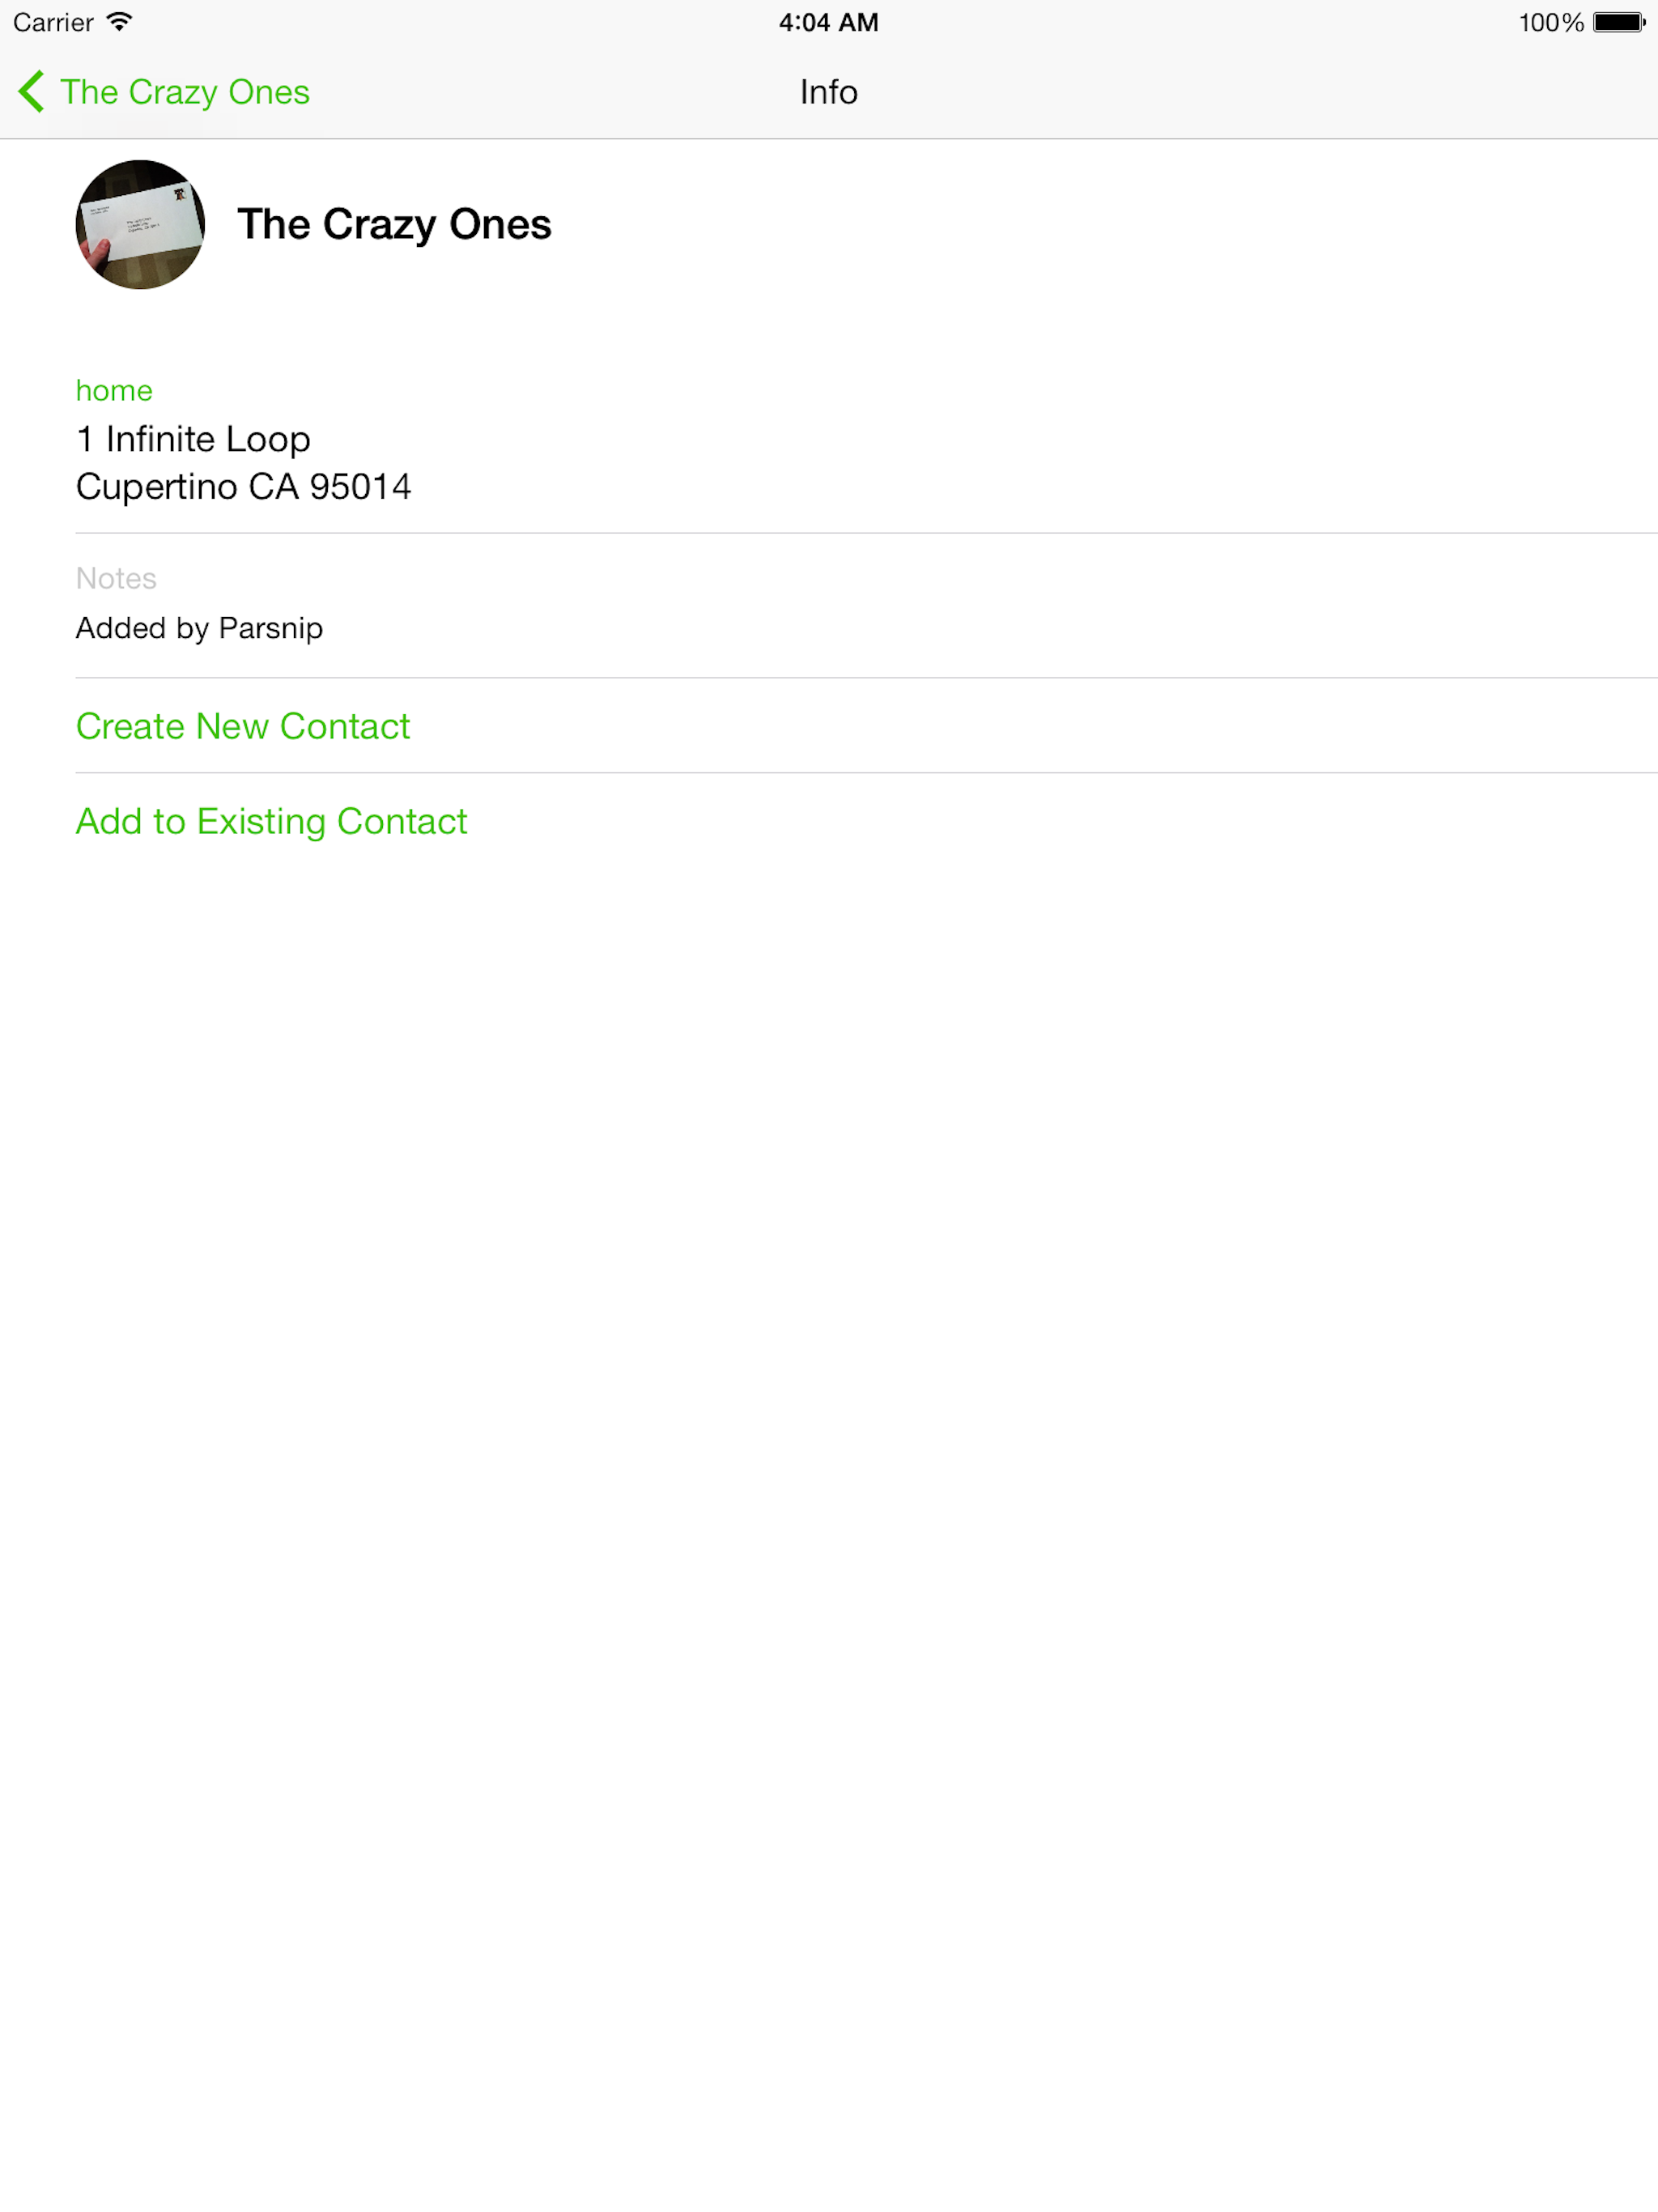 Carrier
4:04 AM
100%
The Crazy Ones
Info
The Crazy Ones
home
1 Infinite Loop
Cupertino CA 95014
Notes
Added by Parsnip
Create New Contact
Add to Existing Contact